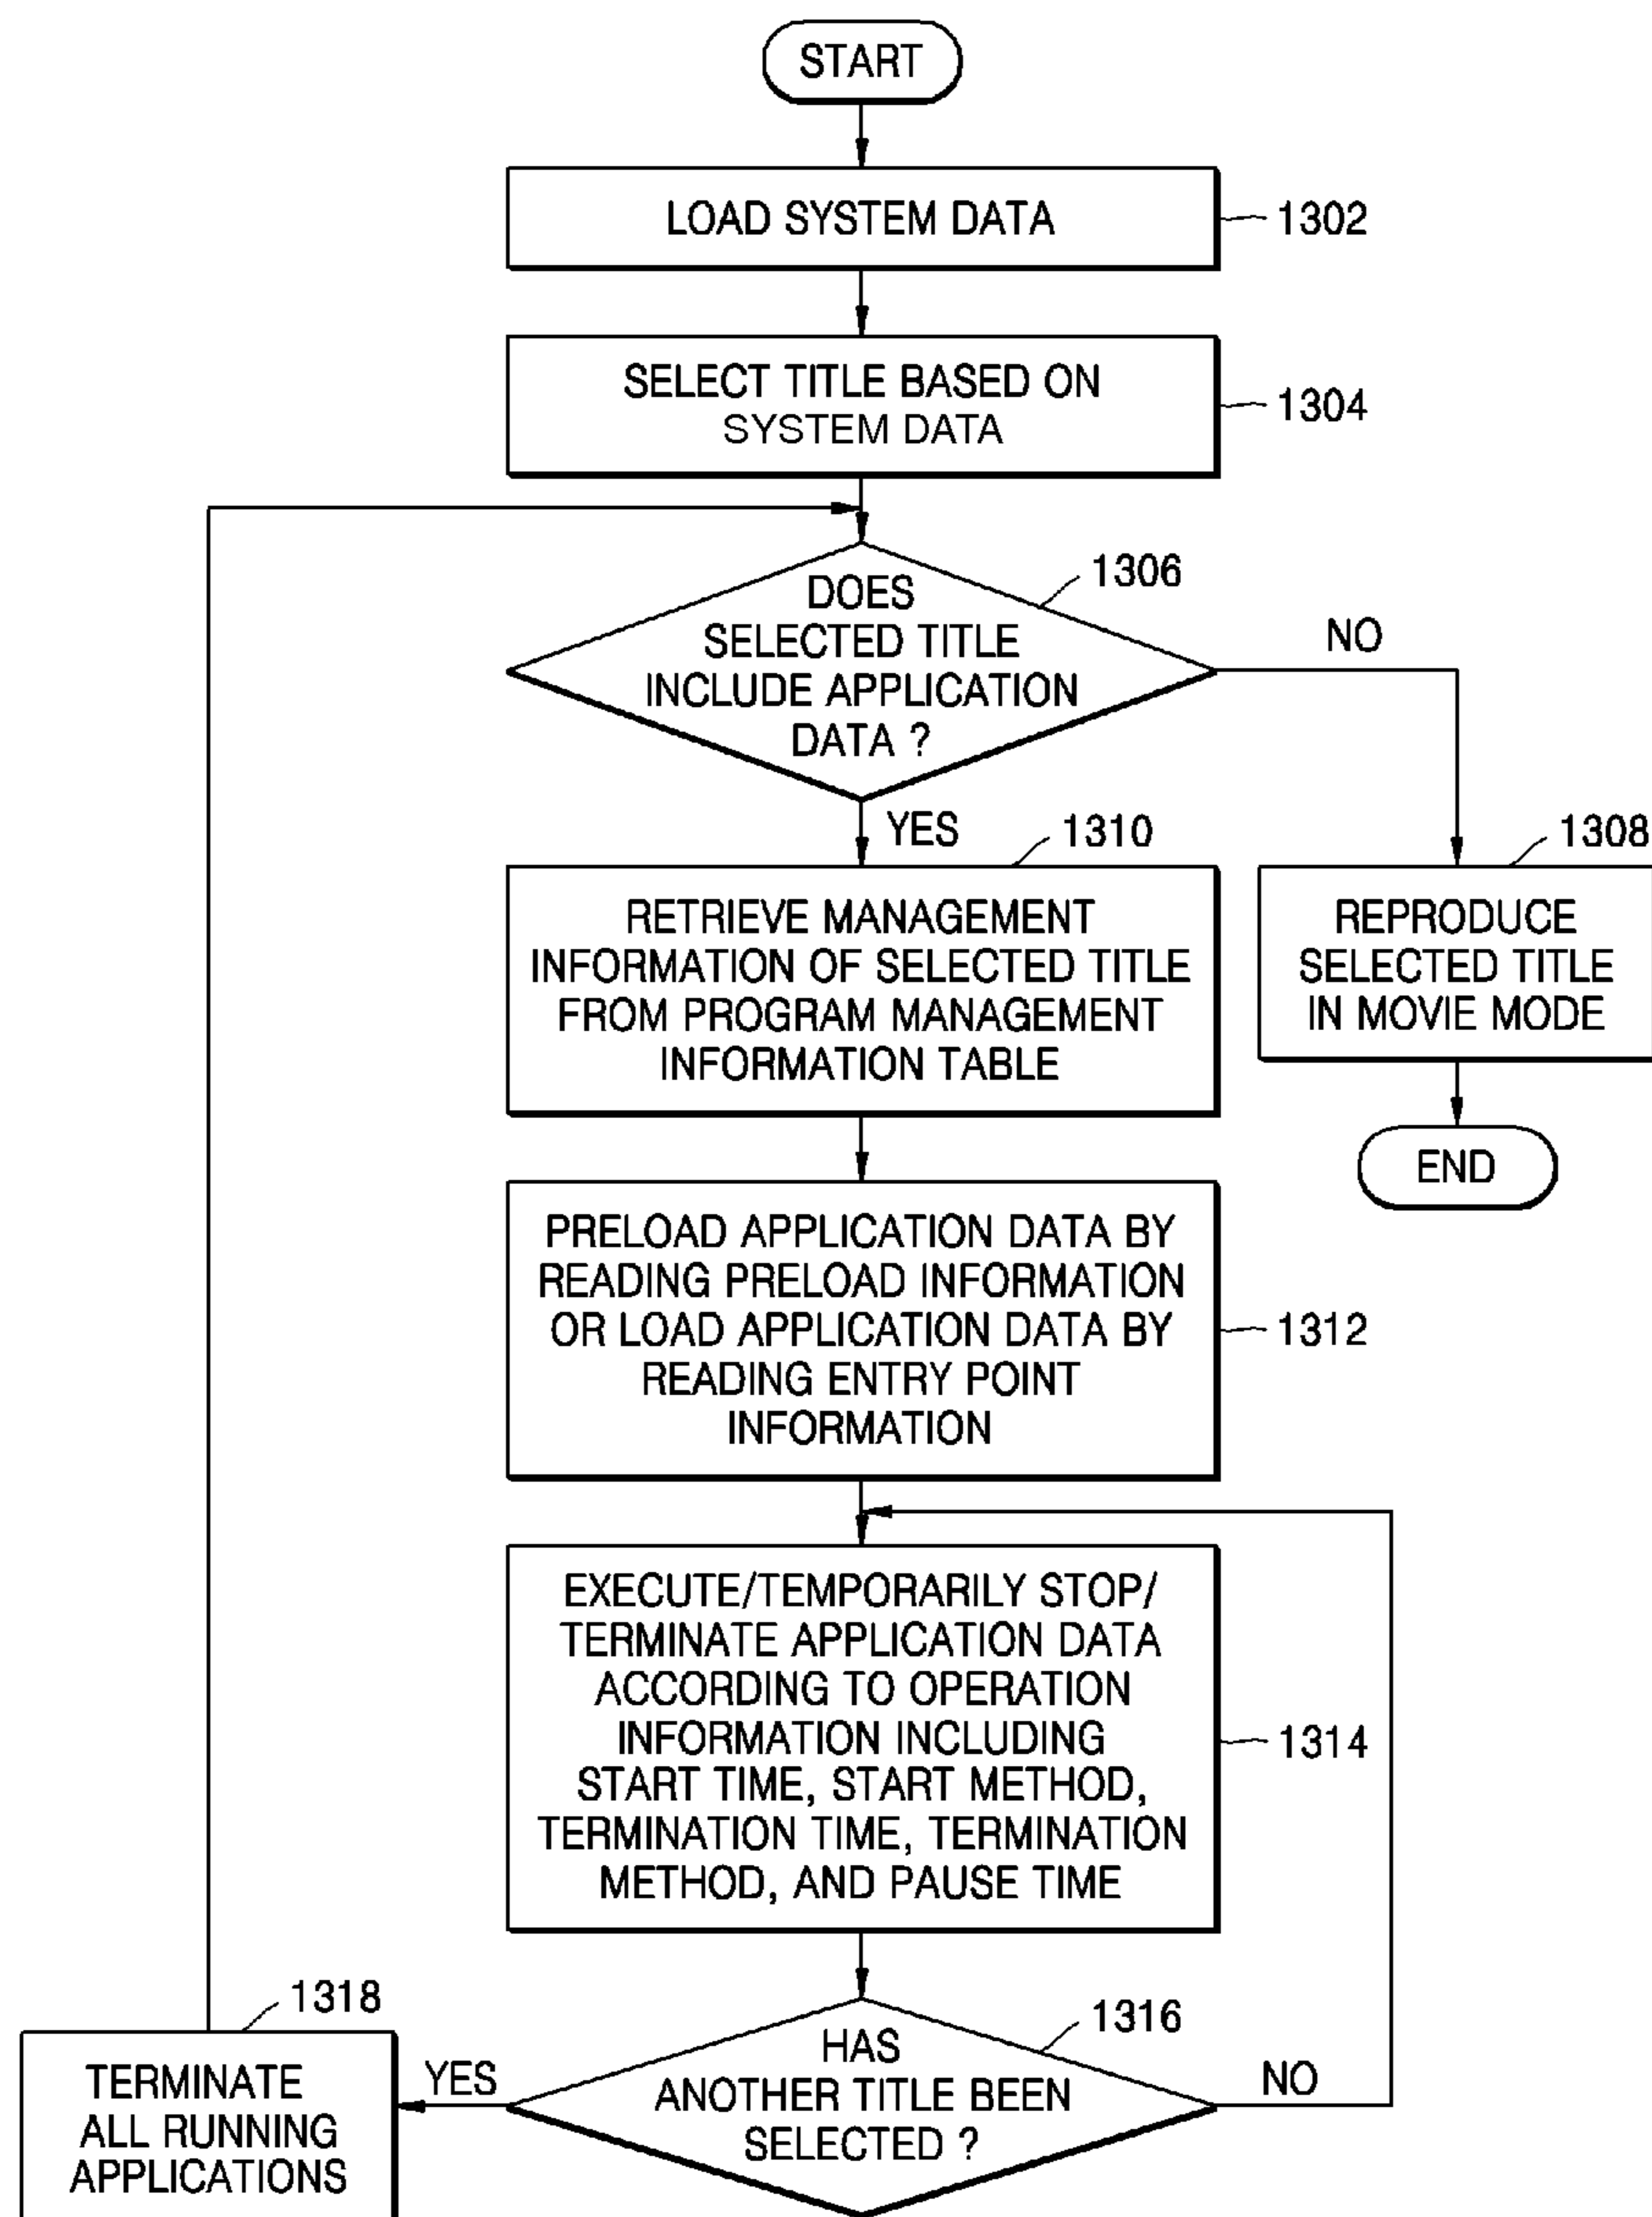 START
LOAD SYSTEM DATA
1302
SELECT TITLE BASED ON
SYSTEM DATA
1304
1306
DOES
SELECTED TITLE
INCLUDE APPLICATION
DATA ?
NO
YES
1310
1308
RETRIEVE MANAGEMENT
INFORMATION OF SELECTED TITLE
FROM PROGRAM MANAGEMENT
INFORMATION TABLE
REPRODUCE
SELECTED TITLE
IN MOVIE MODE
END
PRELOAD APPLICATION DATA BY
READING PRELOAD INFORMATION
OR LOAD APPLICATION DATA BY
READING ENTRY POINT
INFORMATION
1312
EXECUTE/TEMPORARILY STOP/
TERMINATE APPLICATION DATA
ACCORDING TO OPERATION
INFORMATION INCLUDING
START TIME, START METHOD,
TERMINATION TIME, TERMINATION
METHOD, AND PAUSE TIME
1314
1318
1316
HAS
ANOTHER TITLE BEEN
SELECTED ?
YES
NO
TERMINATE
ALL RUNNING
APPLICATIONS